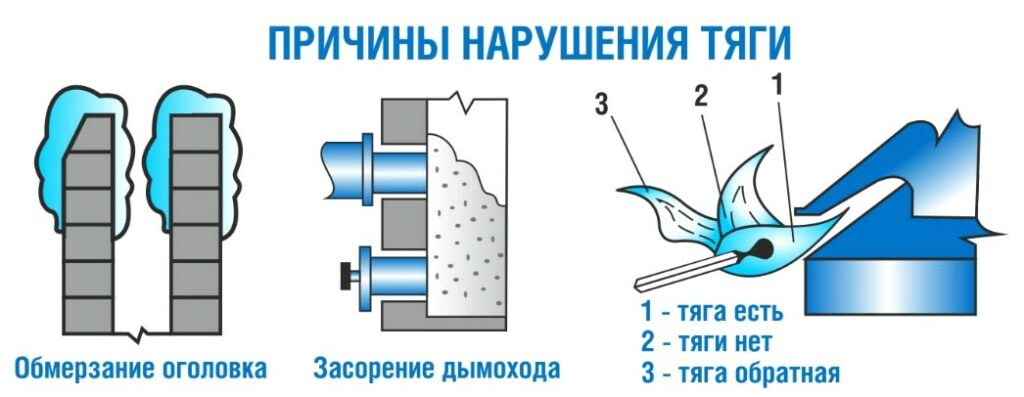 ПРИЧИНЫ НАРУШЕНИЯ ТЯГИ
3
2
1
1 - тяга есть
2 - тяги нет
3 - тяга обратная
Обмерзание оголовка
Засорение дымохода